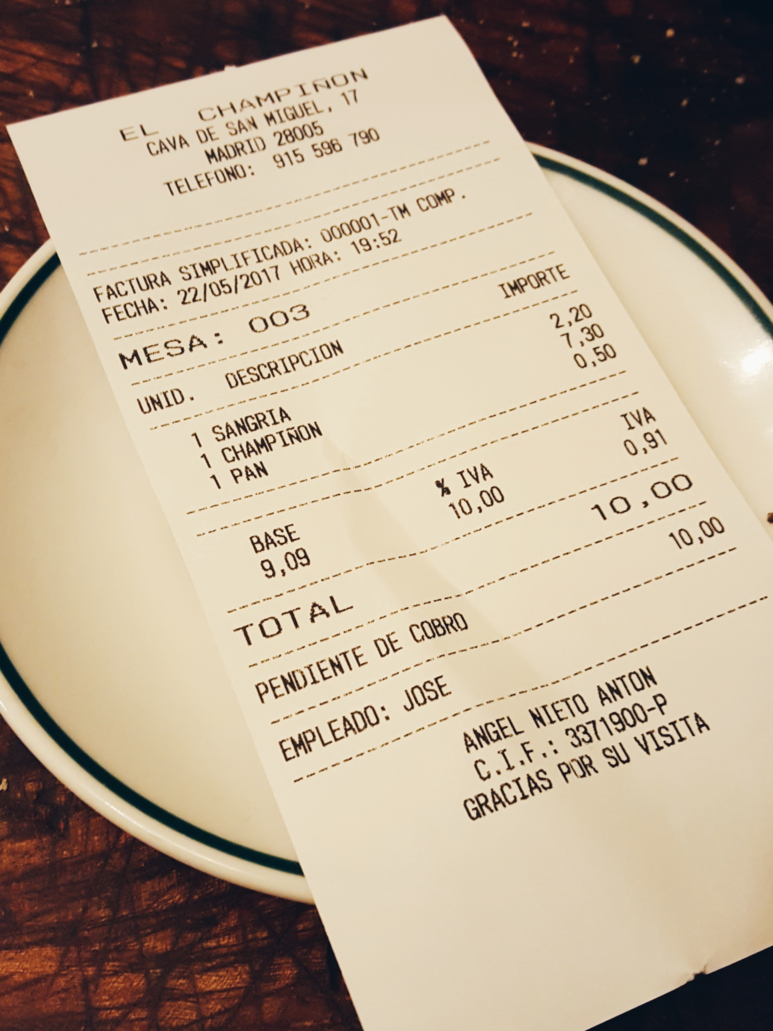 EL CHAMPIÑON
CAVA DE SAN MIGUEL, 17
MADRID 28005
TELEFONO: 915 596 790
FACTURA SIMPLIFICADA: 000001-TM COMP.
FECHA: 22/05/2017 HORA: 19:52
MESA: 003
UNID. DESCRIPCION IMPORTE
1 SANGRIA 2,20
1 CHAMPIÑON 7,30
1 PAN 0,50
BASE % IVA IVA
9,09 10,00 0,91
TOTAL 10,00
PENDIENTE DE COBRO 10,00
EMPLEADO: JOSE
ANGEL NIETO ANTON
C.I.F.: 3371900-P
GRACIAS POR SU VISITA